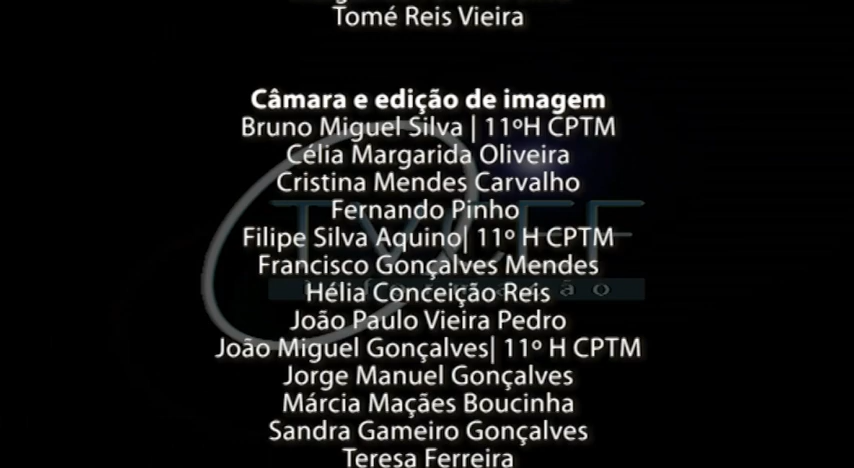 Tomé Reis Vieira
Câmara e edição de imagem
Bruno Miguel Silva | 11ºH CPTM
Célia Margarida Oliveira
Cristina Mendes Carvalho
Fernando Pinho
Filipe Silva Aquino| 11º H CPTM
Francisco Gonçalves Mendes
Hélia Conceição Reis
João Paulo Vieira Pedro
João Miguel Gonçalves| 11º H CPTM
Jorge Manuel Gonçalves
Márcia Maçães Boucinha
Sandra Gameiro Gonçalves
Teresa Ferreira